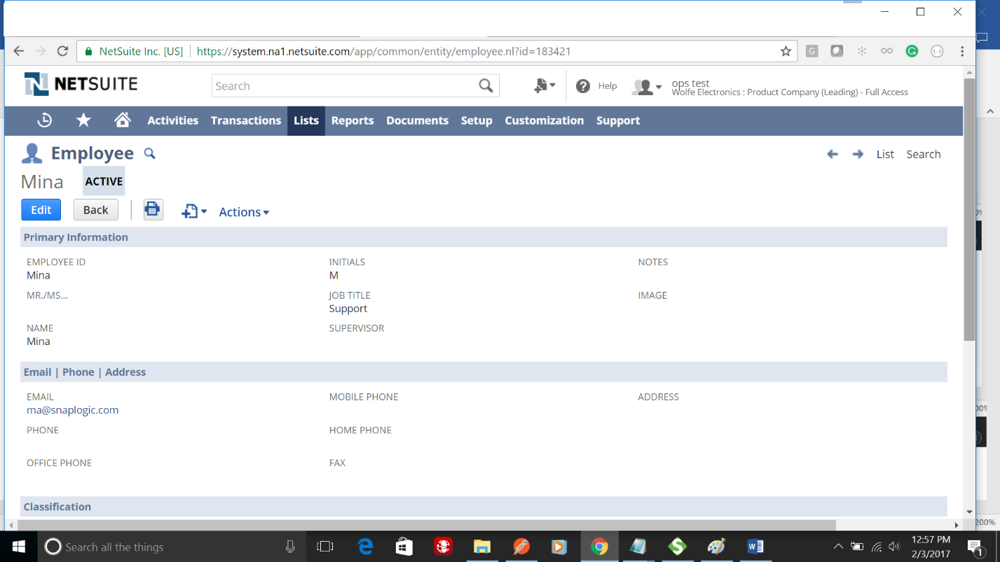 NetSuite Inc. [US] https://system.na1.netsuite.com/app/common/entity/employee.nl?id=183421
NETSUITE
Search
Help
ops test
Wolfe Electronics : Product Company (Leading) - Full Access
Activities Transactions Lists Reports Documents Setup Customization Support
Employee
List Search
Mina ACTIVE
Edit Back Actions
Primary Information
EMPLOYEE ID
Mina
MR./MS...
NAME
Mina
INITIALS
M
JOB TITLE
Support
SUPERVISOR
NOTES
IMAGE
Email | Phone | Address
EMAIL
ma@snaplogic.com
PHONE
OFFICE PHONE
MOBILE PHONE
HOME PHONE
FAX
ADDRESS
Classification
200%
Search all the things
12:57 PM
2/3/2017
1